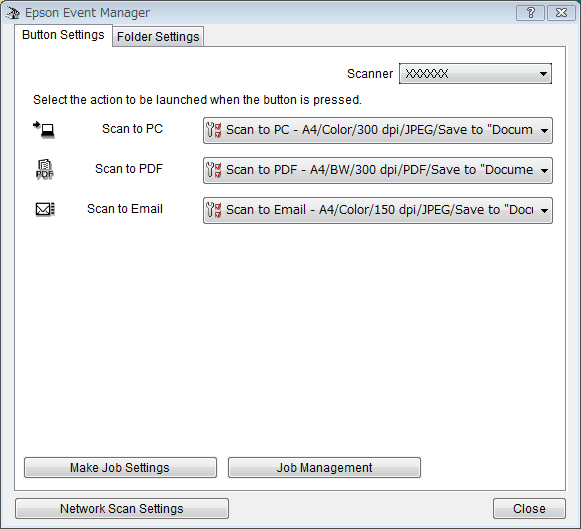 Epson Event Manager
Button Settings Folder Settings
Scanner XXXXXX
Select the action to be launched when the button is pressed.
Scan to PC Scan to PC - A4/Color/300 dpi/JPEG/Save to "Docum
PDF Scan to PDF Scan to PDF - A4/BW/300 dpi/PDF/Save to "Docume
Scan to Email Scan to Email - A4/Color/150 dpi/JPEG/Save to "Docu
Make Job Settings Job Management
Network Scan Settings Close